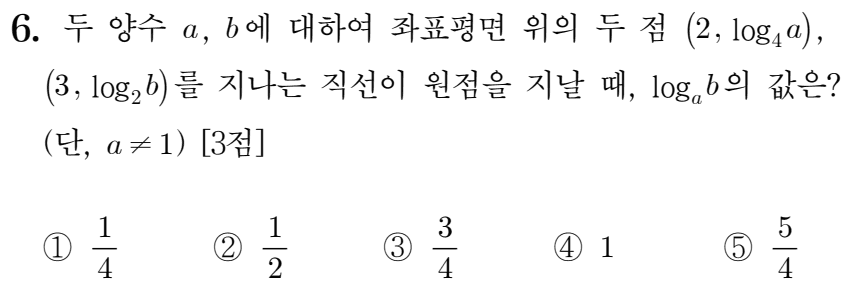 6. 두 양수 a, b에 대하여 좌표평면 위의 두 점 (2, log₄a),
(3, log₂b)를 지나는 직선이 원점을 지날 때, logₐb의 값은?
(단, a≠1) [3점]
① 1/4 ② 1/2 ③ 3/4 ④ 1 ⑤ 5/4